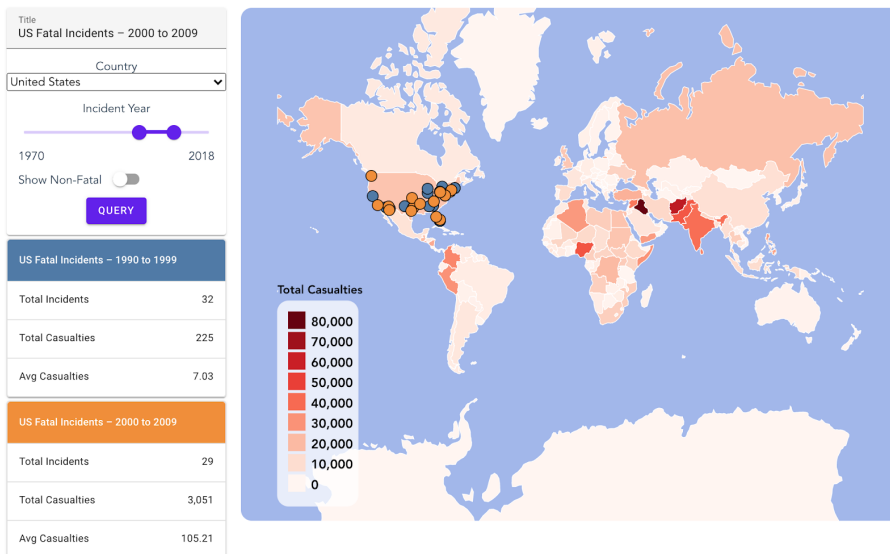 Title
US Fatal Incidents – 2000 to 2009
Country
United States
Incident Year
1970 2018
Show Non-Fatal
QUERY
US Fatal Incidents – 1990 to 1999
Total Incidents 32
Total Casualties 225
Avg Casualties 7.03
US Fatal Incidents – 2000 to 2009
Total Incidents 29
Total Casualties 3,051
Avg Casualties 105.21
Total Casualties
80,000
70,000
60,000
50,000
40,000
30,000
20,000
10,000
0